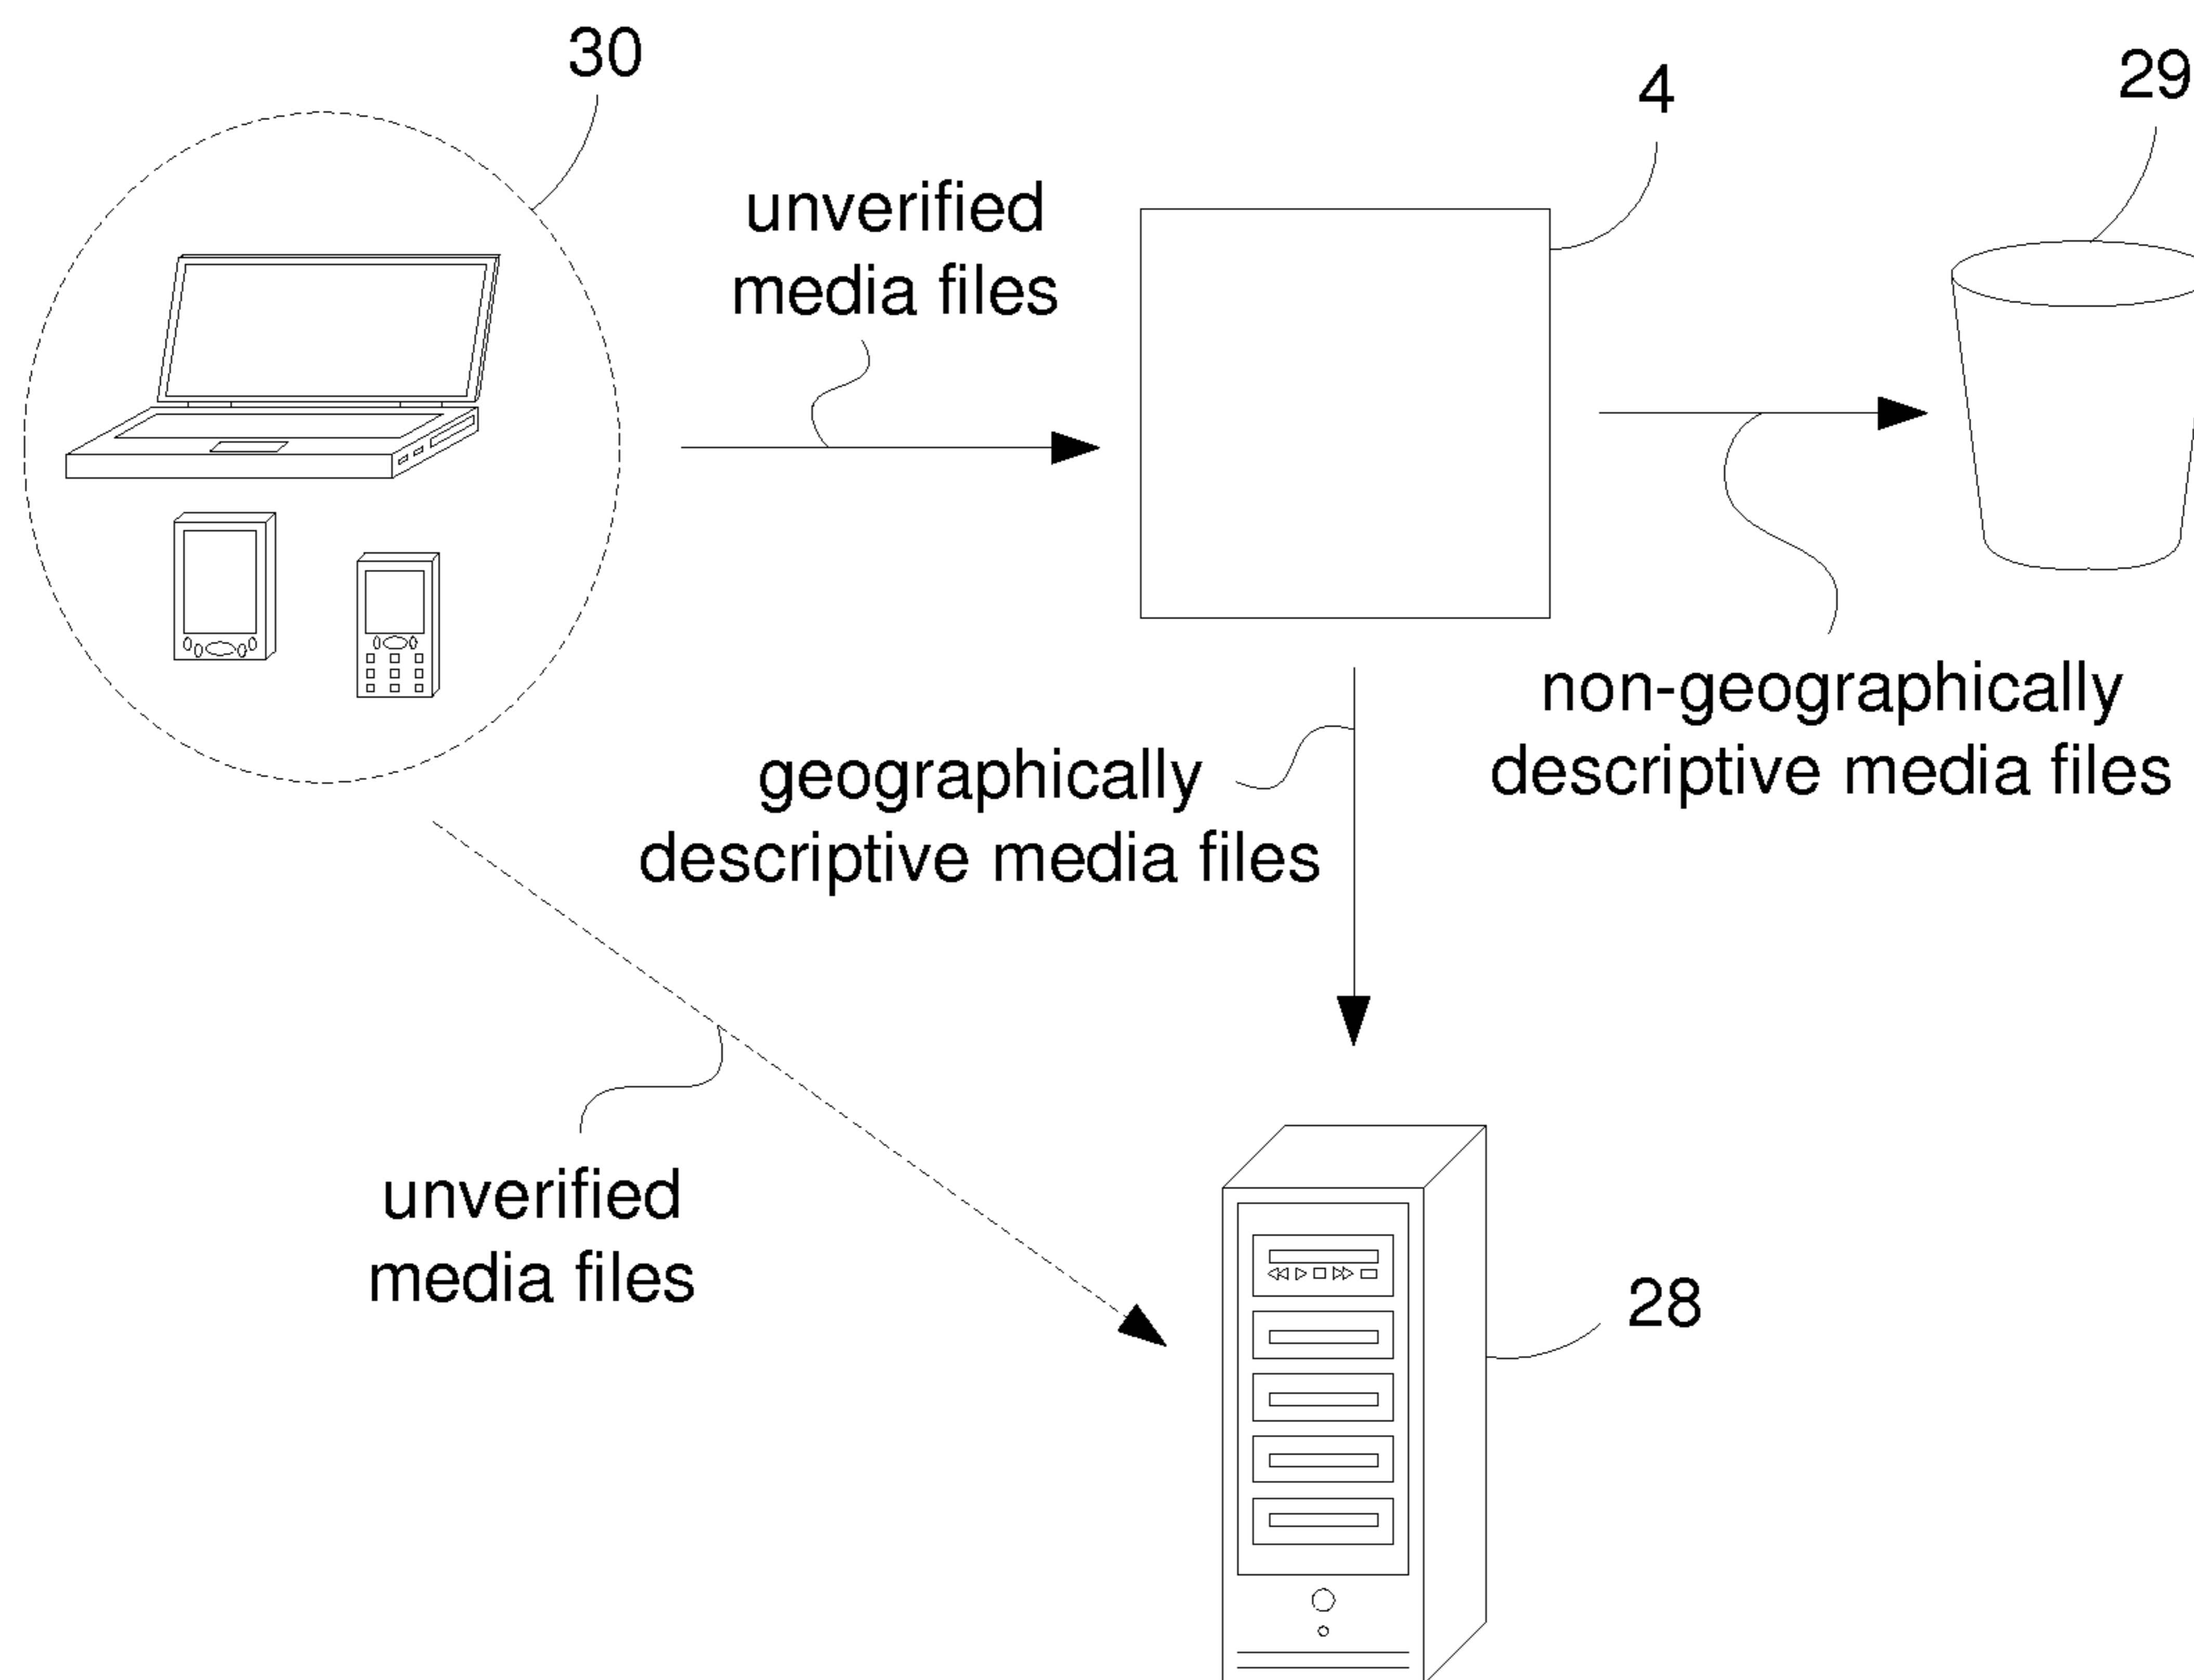 30
4
29
unverified
media files
non-geographically
descriptive media files
geographically
descriptive media files
unverified
media files
28